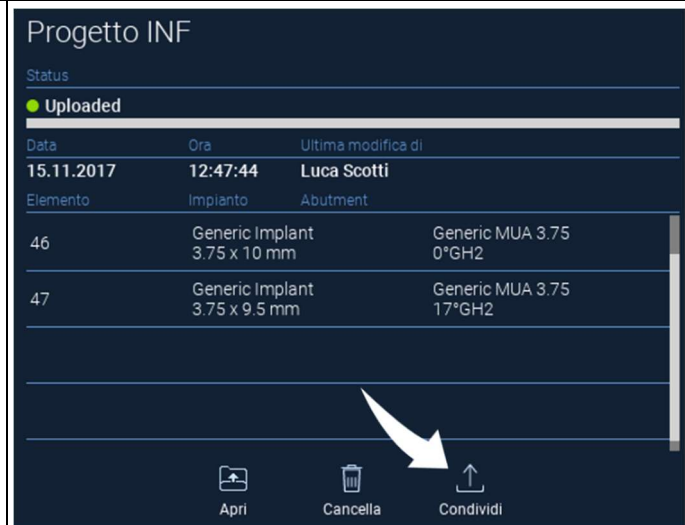 Progetto INF
Status
Uploaded
Data Ora Ultima modifica di
15.11.2017 12:47:44 Luca Scotti
Elemento Impianto Abutment
46 Generic Implant Generic MUA 3.75
3.75 x 10 mm 0°GH2
47 Generic Implant Generic MUA 3.75
3.75 x 9.5 mm 17°GH2
Apri Cancella Condividi